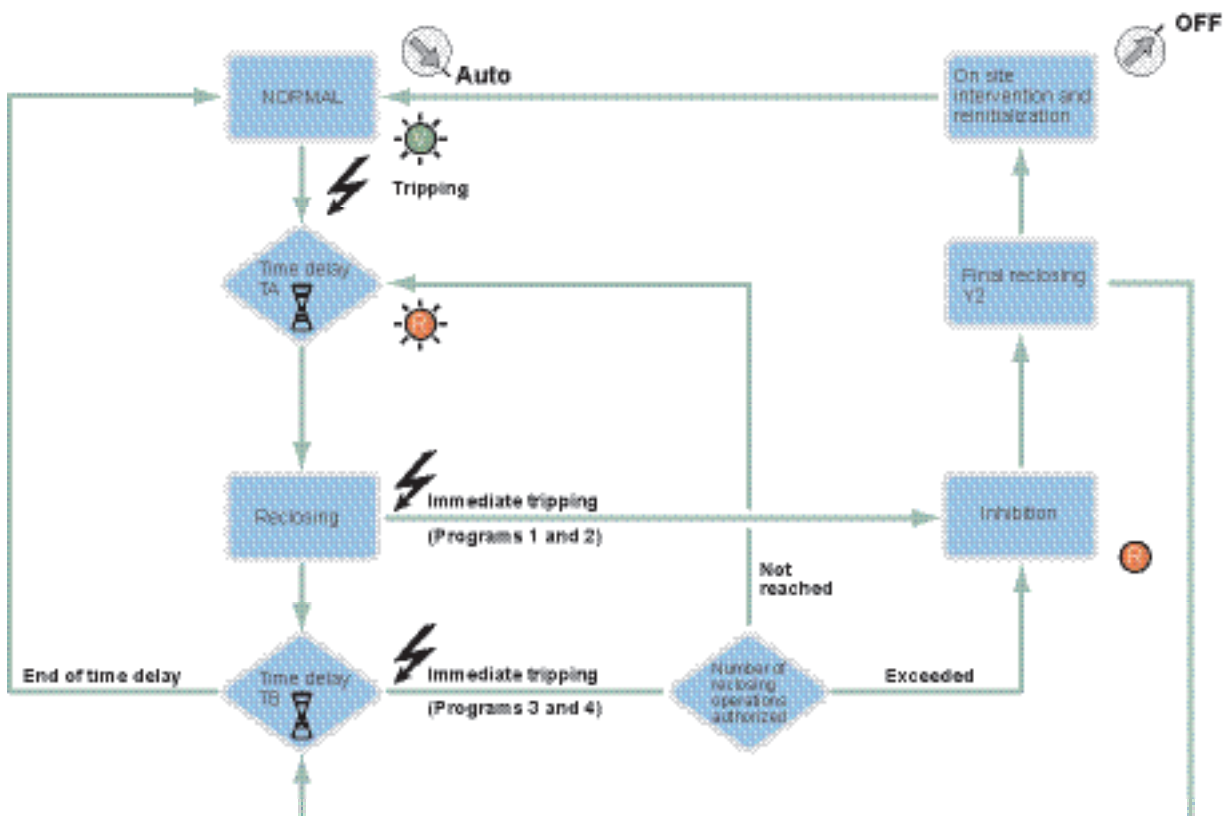 OFF
Auto
NORMAL
On site
intervention and
reinitialization
V
Tripping
Time delay
TA
R
Final reclosing
Y2
Reclosing
Immediate tripping
(Programs 1 and 2)
Inhibition
R
Not
reached
End of time delay
Time delay
TB
Immediate tripping
(Programs 3 and 4)
Number of
reclosing
operations
authorized
Exceeded